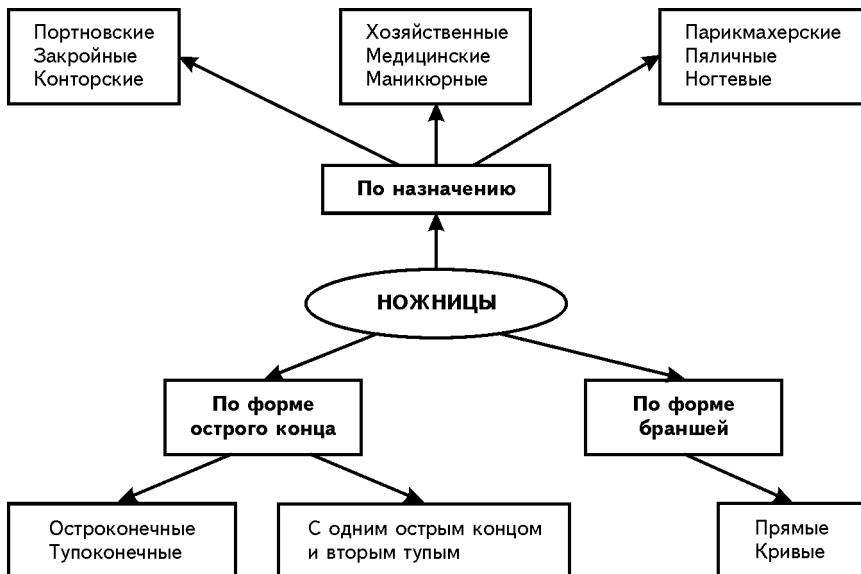 Портновские
Закройные
Конторские
Хозяйственные
Медицинские
Маникюрные
Парикмахерские
Пяличные
Ногтевые
По назначению
НОЖНИЦЫ
По форме
острого конца
По форме
браншей
Остроконечные
Тупоконечные
С одним острым концом
и вторым тупым
Прямые
Кривые